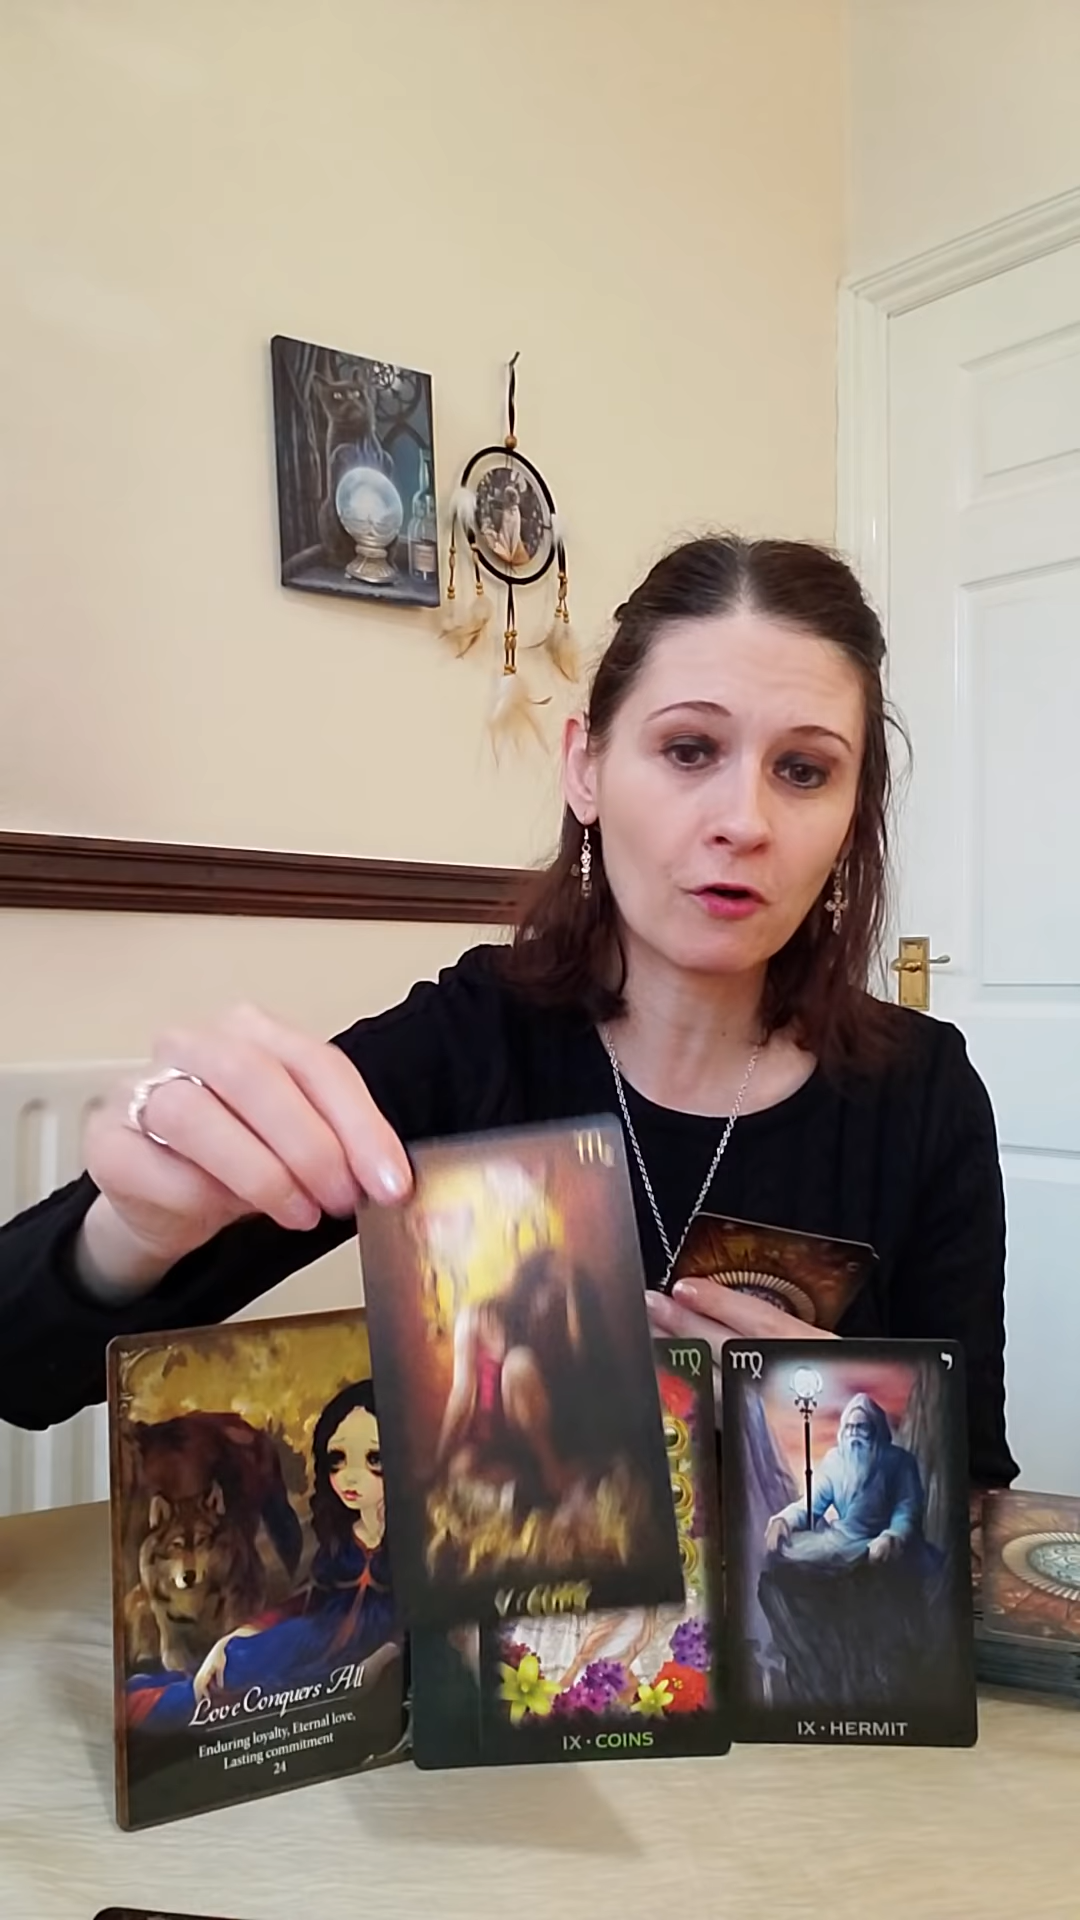 Love Conquers All
Enduring loyalty, Eternal love,
Lasting commitment
24
IX · COINS
IX · HERMIT